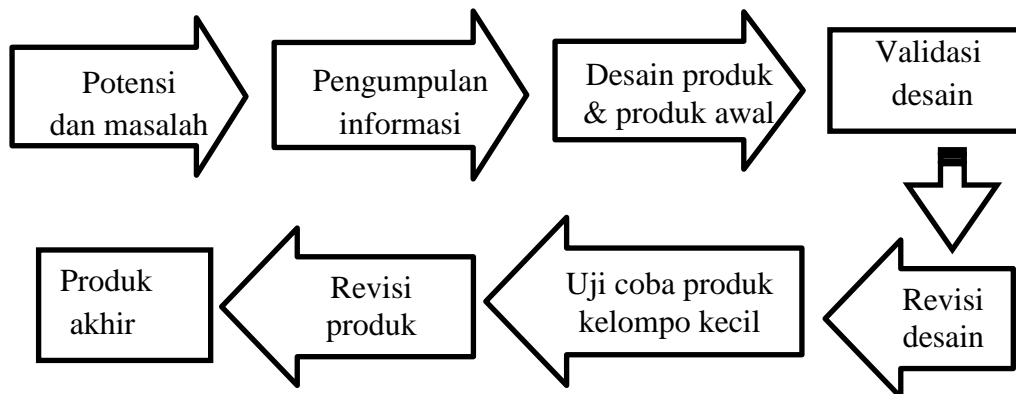 Potensi
dan masalah
Pengumpulan
informasi
Desain produk
& produk awal
Validasi
desain
Revisi
desain
Uji coba produk
kelompo kecil
Revisi
produk
Produk
akhir